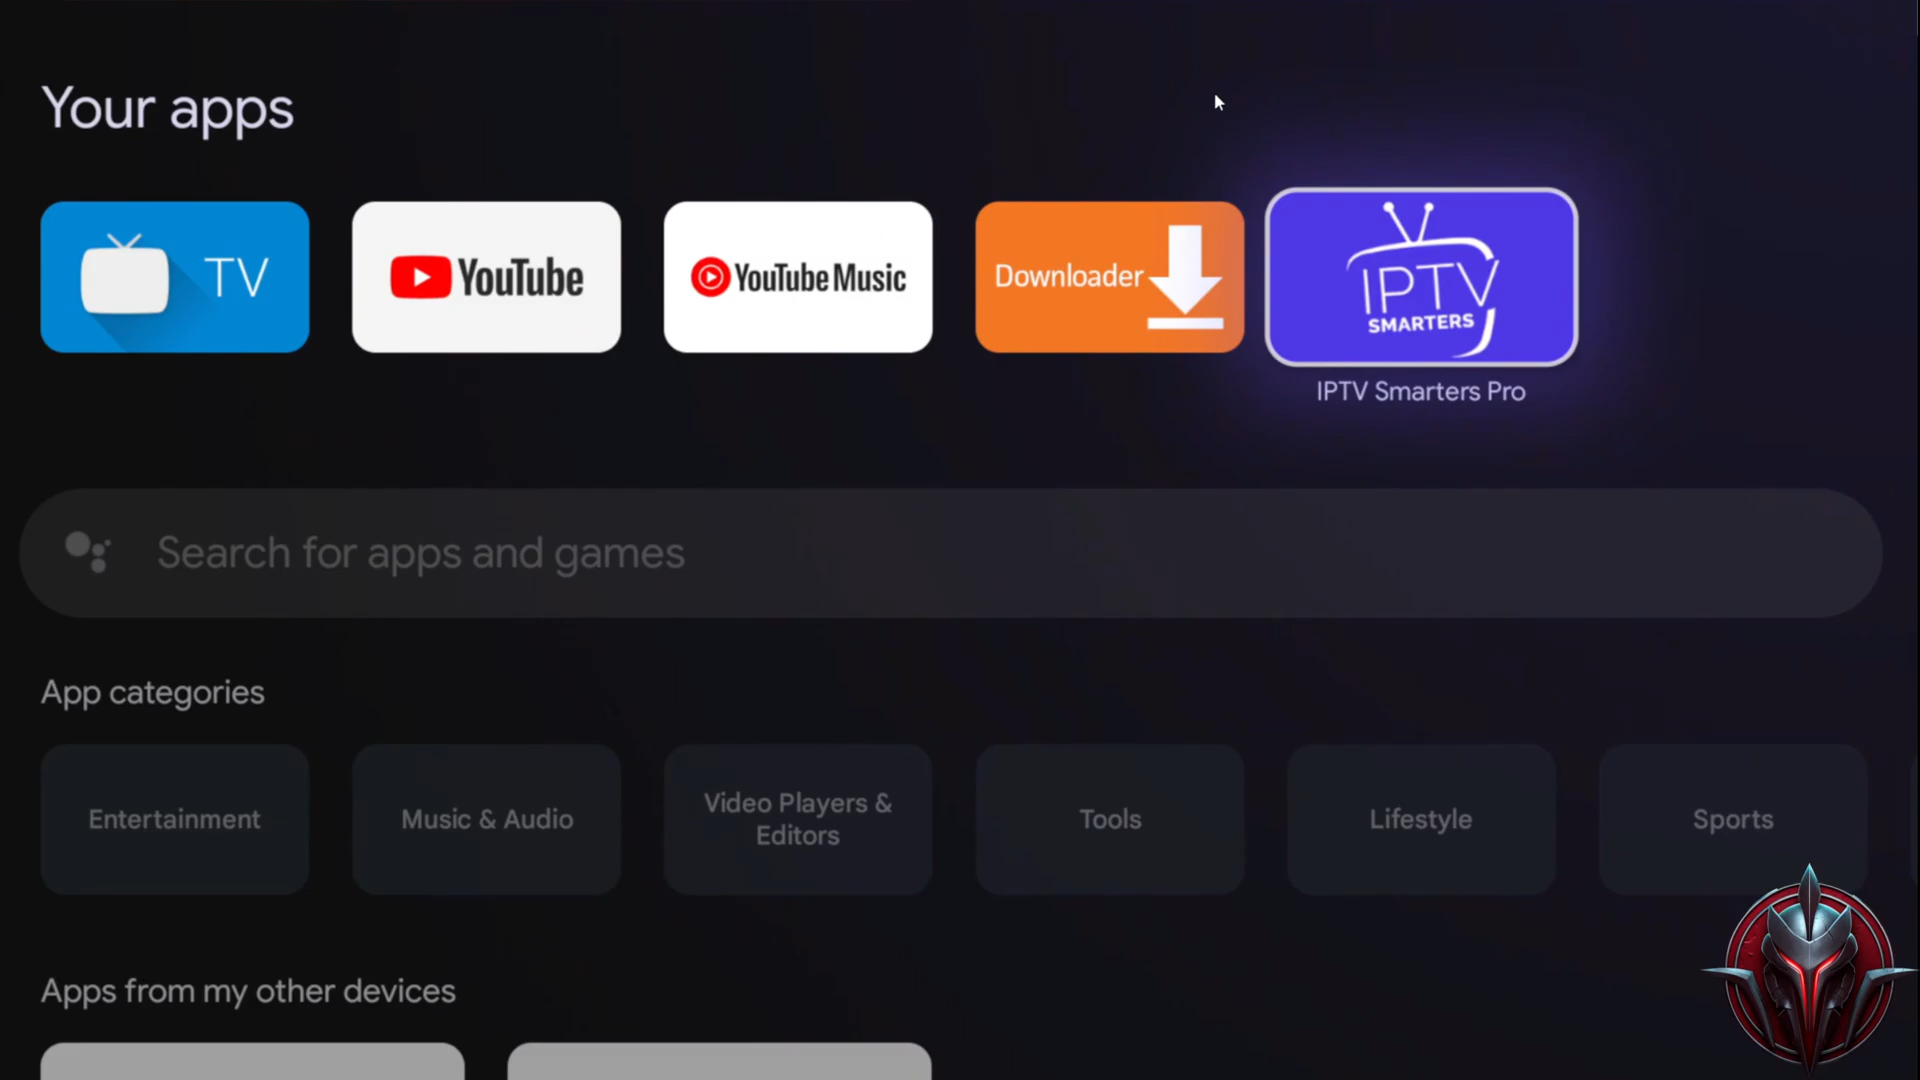 Your apps
TV
YouTube
YouTube Music
Downloader
IPTV
SMARTERS
IPTV Smarters Pro
Search for apps and games
App categories
Entertainment
Music & Audio
Video Players &
Editors
Tools
Lifestyle
Sports
Apps from my other devices